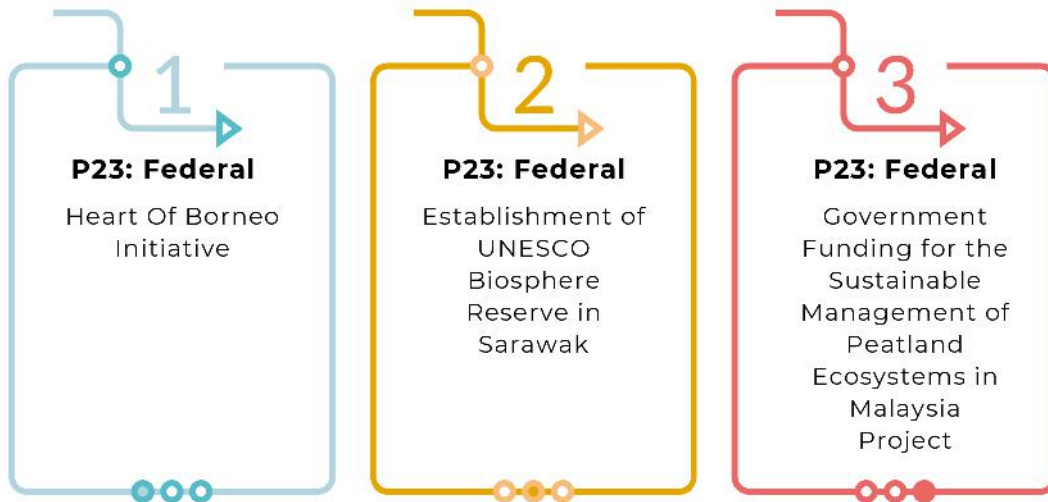 1
P23: Federal
Heart Of Borneo
Initiative
2
P23: Federal
Establishment of
UNESCO
Biosphere
Reserve in
Sarawak
3
P23: Federal
Government
Funding for the
Sustainable
Management of
Peatland
Ecosystems in
Malaysia
Project